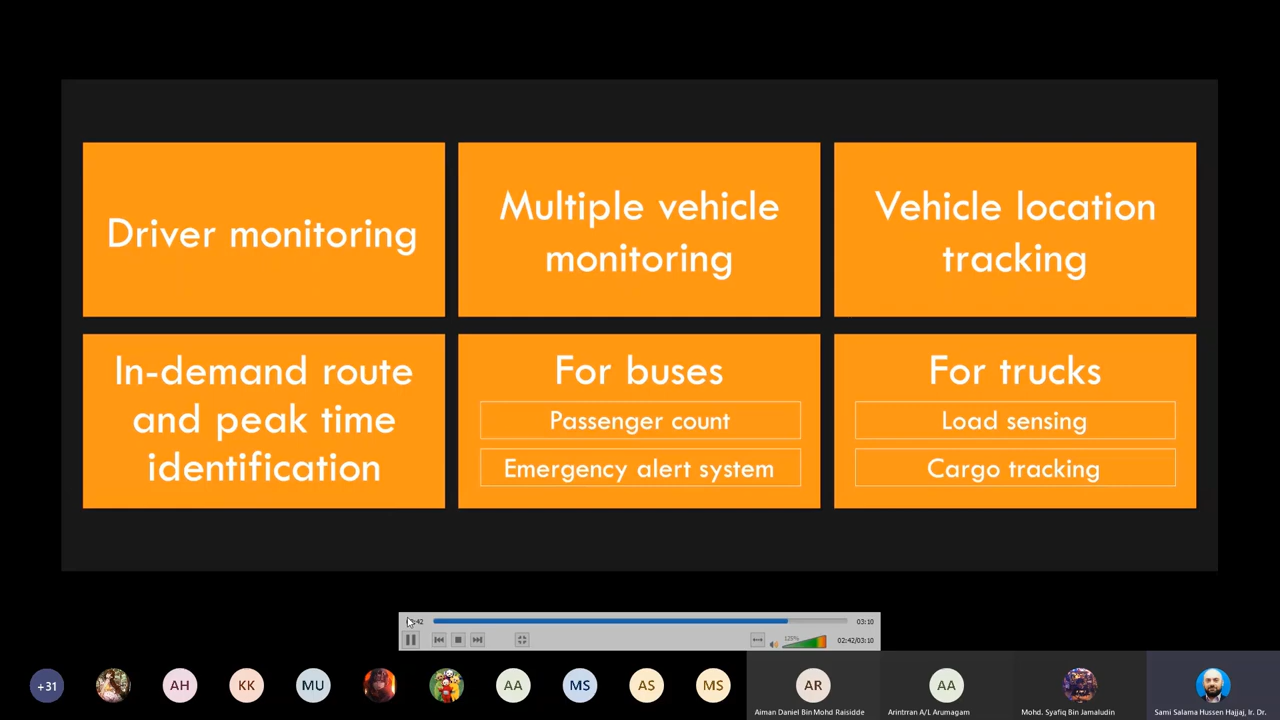 Driver monitoring
Multiple vehicle
monitoring
Vehicle location
tracking
In-demand route
and peak time
identification
For buses
Passenger count
Emergency alert system
For trucks
Load sensing
Cargo tracking
03:10
125%
02:42/03:10
+31
AH
KK
MU
AA
MS
AS
MS
AR
AA
Aiman Daniel Bin Mohd Raisidde
Arintrran A/L Arumagam
Mohd. Syafiq Bin Jamaludin
Sami Salama Hussen Hajjaj, Ir. Dr.